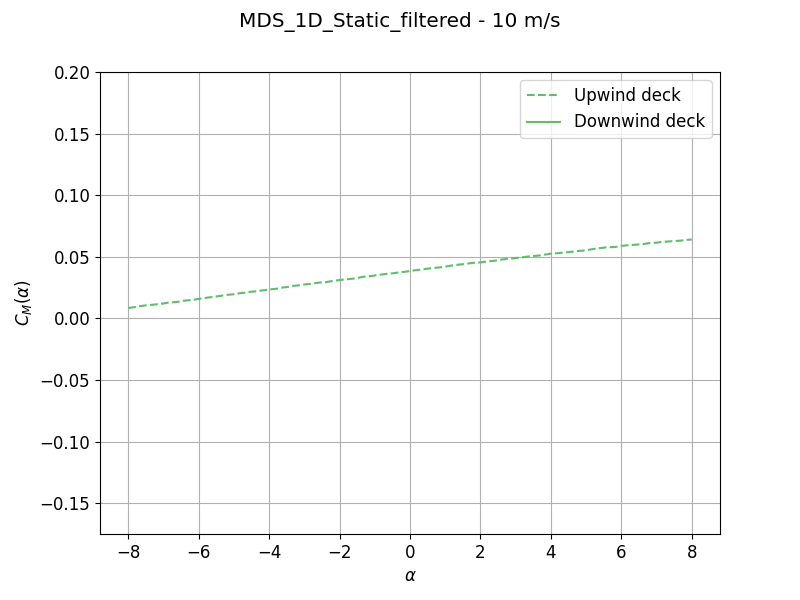 MDS_1D_Static_filtered - 10 m/s
Upwind deck
Downwind deck
0.20
0.15
0.10
0.05
0.00
−0.05
−0.10
−0.15
C_M(α)
−8 −6 −4 −2 0 2 4 6 8
α